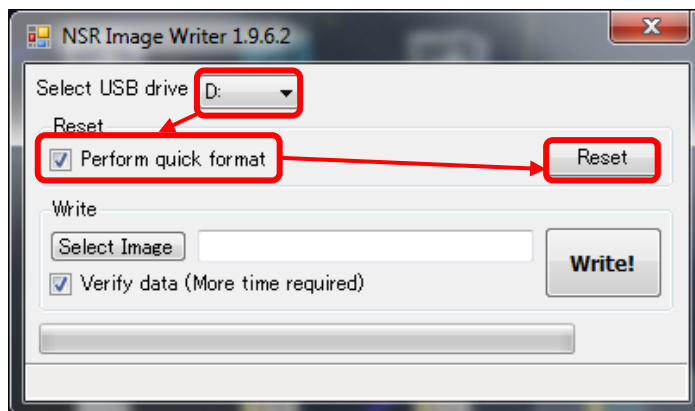 NSR Image Writer 1.9.6.2
Select USB drive D:
Reset
Perform quick format Reset
Write
Select Image
Write!
Verify data (More time required)